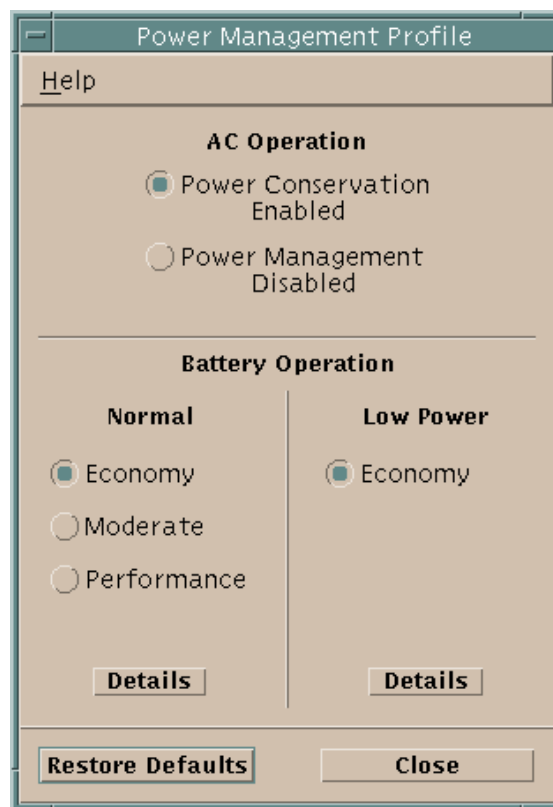 Power Management Profile
Help
AC Operation
Power Conservation
Enabled
Power Management
Disabled
Battery Operation
Normal
Economy
Moderate
Performance
Details
Low Power
Economy
Details
Restore Defaults
Close